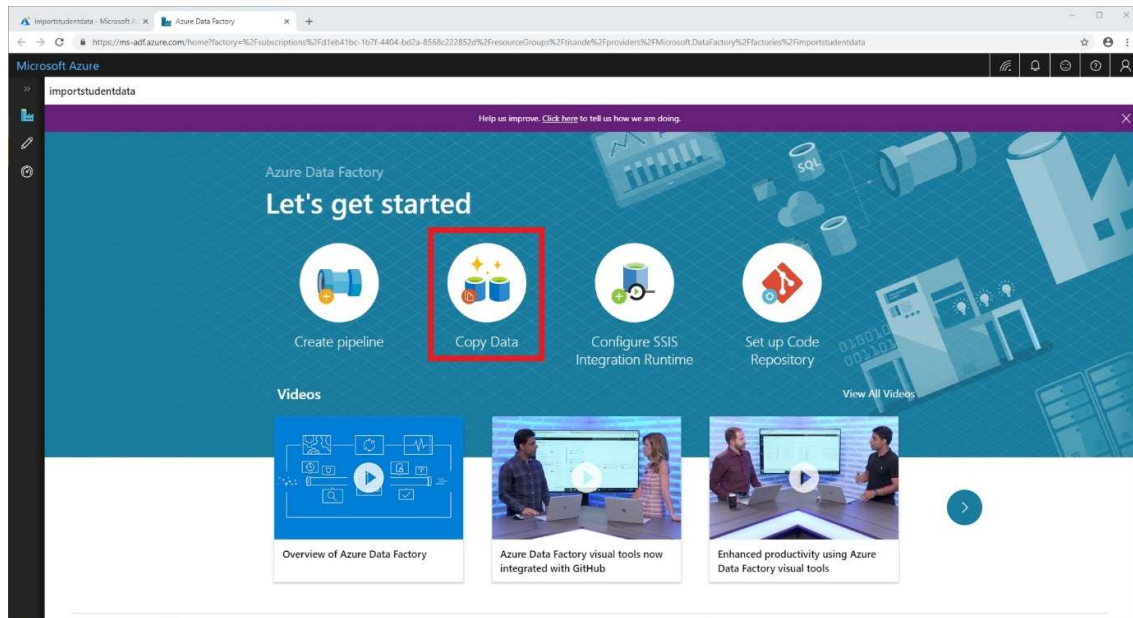 importstudentdata - Microsoft A
Azure Data Factory
https://ms-adf.azure.com/home?factory=%2Fsubscriptions%2Fd1eb41bc-1b7f-4404-bd2a-8568c222852d%2FresourceGroups%2Ftisande%2Fproviders%2FMicrosoft.DataFactory%2Ffactories%2Fimportstudentdata
Microsoft Azure
importstudentdata
Help us improve. Click here to tell us how we are doing.
Azure Data Factory
Let's get started
SQL
Create pipeline
Copy Data
Configure SSIS
Integration Runtime
Set up Code
Repository
Videos
View All Videos
Overview of Azure Data Factory
Azure Data Factory visual tools now
integrated with GitHub
Enhanced productivity using Azure
Data Factory visual tools